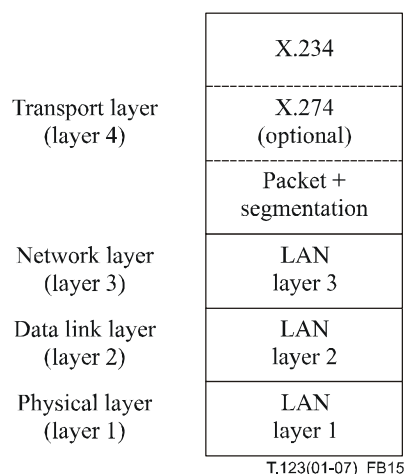 X.234
Transport layer
(layer 4)
X.274
(optional)
Packet +
segmentation
Network layer
(layer 3)
LAN
layer 3
Data link layer
(layer 2)
LAN
layer 2
Physical layer
(layer 1)
LAN
layer 1
T.123(01-07)_FB15